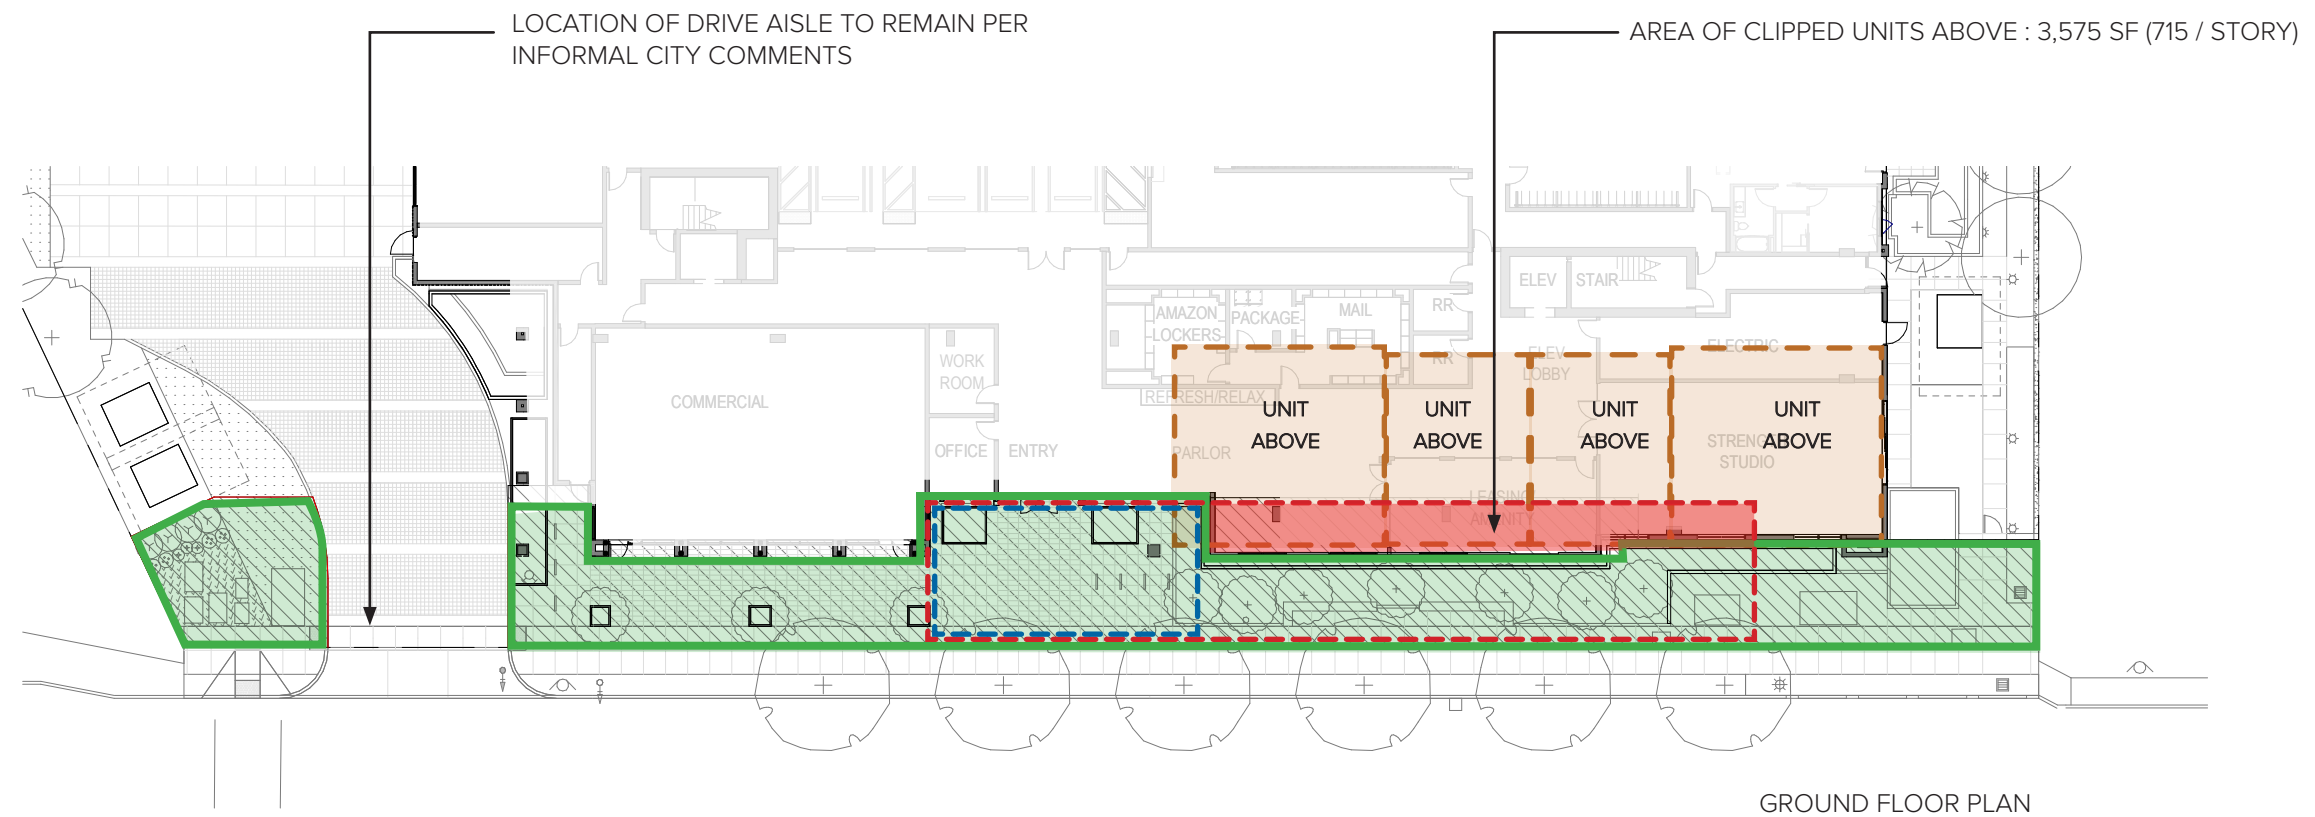 LOCATION OF DRIVE AISLE TO REMAIN PER
INFORMAL CITY COMMENTS
AREA OF CLIPPED UNITS ABOVE : 3,575 SF (715 / STORY)
ELEV
STAIR
AMAZON
LOCKERS
PACKAGE
MAIL
RR
RR
ELEV
LOBBY
ELECTRIC
WORK
ROOM
COMMERCIAL
REFRESH/RELAX
OFFICE
ENTRY
PARLOR
UNIT
ABOVE
UNIT
ABOVE
UNIT
ABOVE
UNIT
ABOVE
STRENGTH
STUDIO
LEASING
AMENITY
GROUND FLOOR PLAN